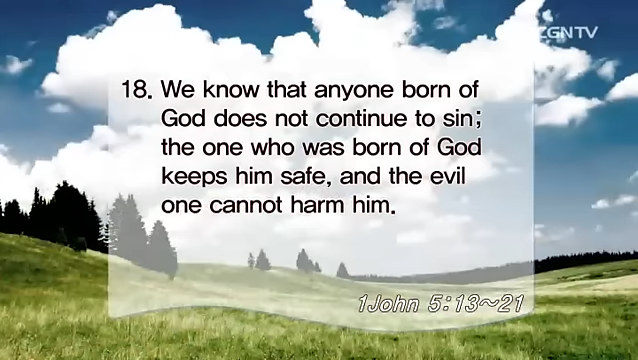 CGNTV
18. We know that anyone born of
God does not continue to sin;
the one who was born of God
keeps him safe, and the evil
one cannot harm him.
1John 5:13~21